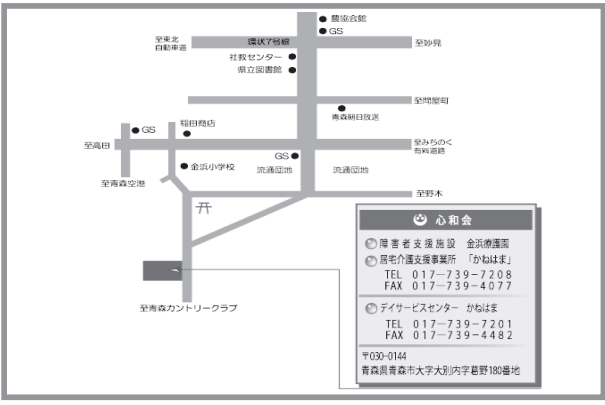 農協会館
GS
至東北
自動車道
環状7号線
至妙見
社教センター
県立図書館
至問屋町
青森朝日放送
稲田商店
GS
至高田
至みちのく
有料道路
GS
金浜小学校
流通団地
流通団地
至青森空港
至野木
心和会
障害者支援施設 金浜療護園
居宅介護支援事業所 「かねはま」
TEL 017-739-7208
FAX 017-739-4077
デイサービスセンター かねはま
TEL 017-739-7201
FAX 017-739-4482
〒030-0144
青森県青森市大字大別内字葛野180番地
至青森カントリークラブ